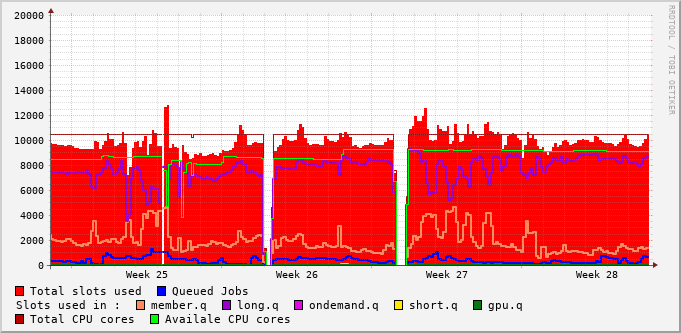 RRDTOOL / TOBI OETIKER
20000
18000
16000
14000
12000
10000
8000
6000
4000
2000
0
Week 25 Week 26 Week 27 Week 28
Total slots used Queued Jobs
Slots used in : member.q long.q ondemand.q short.q gpu.q
Total CPU cores Availale CPU cores